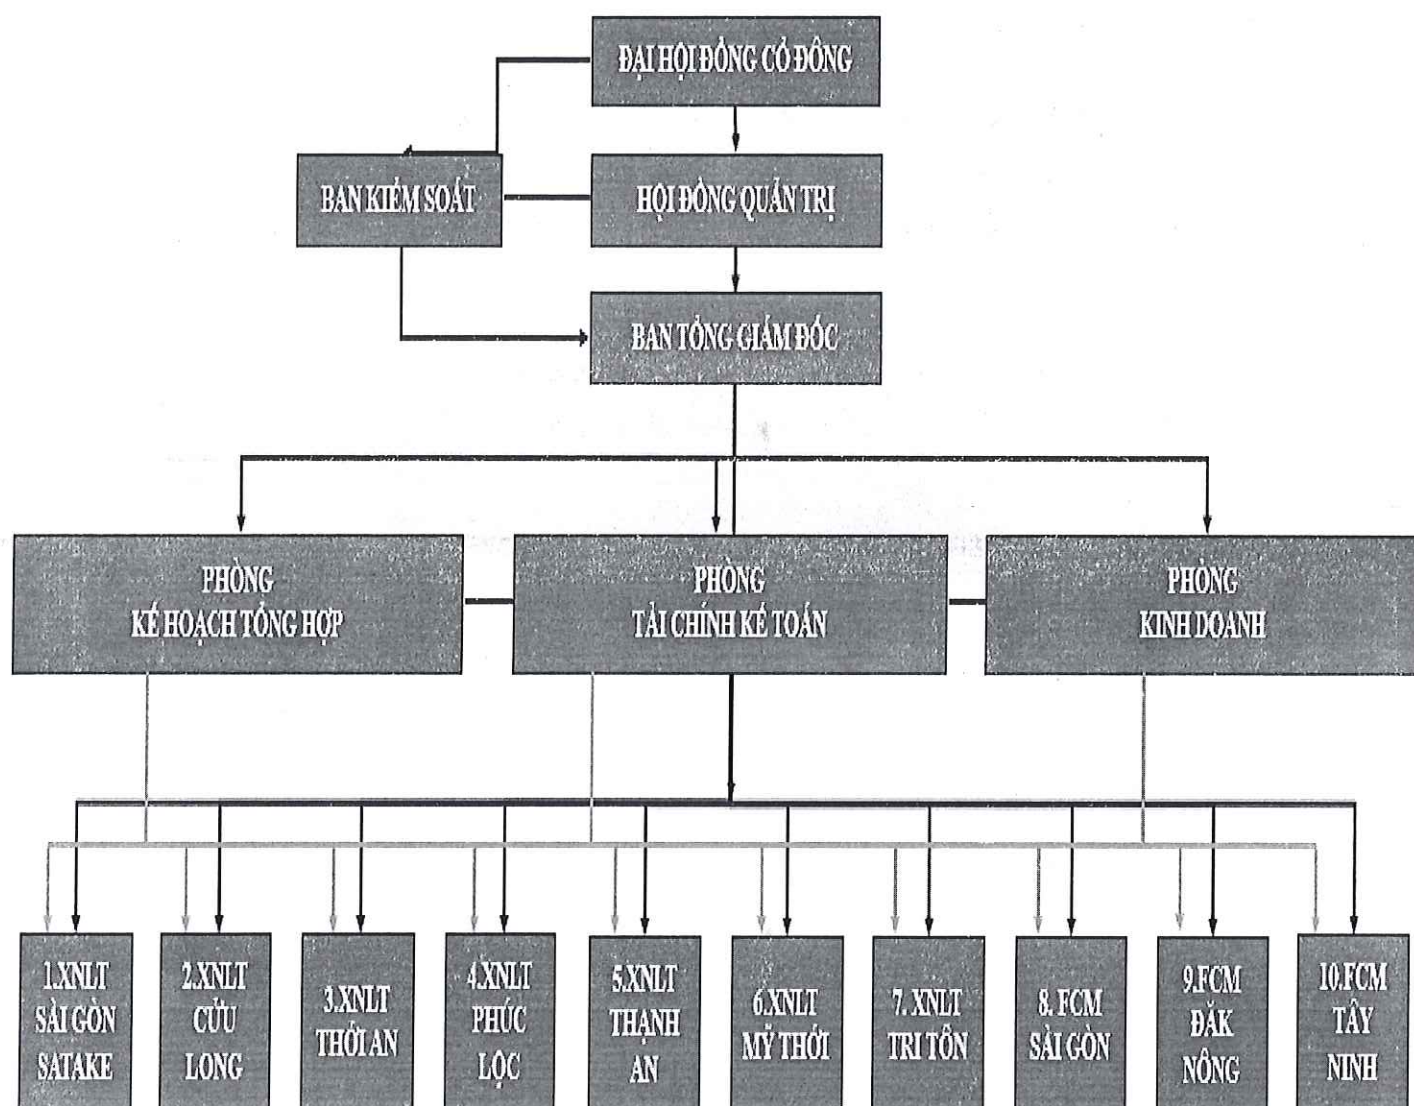 ĐẠI HỘI ĐỒNG CỔ ĐÔNG
BAN KIỂM SOÁT
HỘI ĐỒNG QUẢN TRỊ
BAN TỔNG GIÁM ĐỐC
PHÒNG
KẾ HOẠCH TỔNG HỢP
PHÒNG
TÀI CHÍNH KẾ TOÁN
PHÒNG
KINH DOANH
1.XNLT
SÀI GÒN
SATAKE
2.XNLT
CỬU
LONG
3.XNLT
THỚI AN
4.XNLT
PHÚC
LỘC
5.XNLT
THẠNH
AN
6.XNLT
MỸ THỚI
7. XNLT
TRI TÔN
8. FCM
SÀI GÒN
9.FCM
ĐĂK
NÔNG
10.FCM
TÂY
NINH